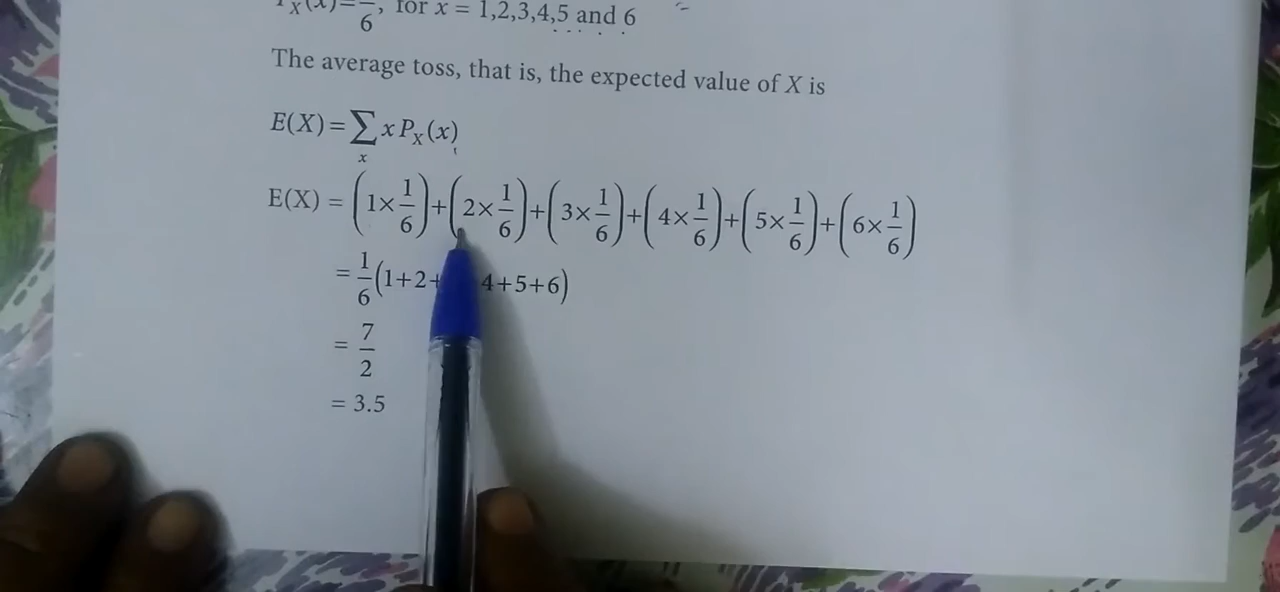 P_X(x)=—/6, for x = 1,2,3,4,5 and 6
The average toss, that is, the expected value of X is
E(X)=∑ₓ x P_X(x)
E(X) = (1×1/6)+(2×1/6)+(3×1/6)+(4×1/6)+(5×1/6)+(6×1/6)
= 1/6(1+2+ 4+5+6)
= 7/2
= 3.5